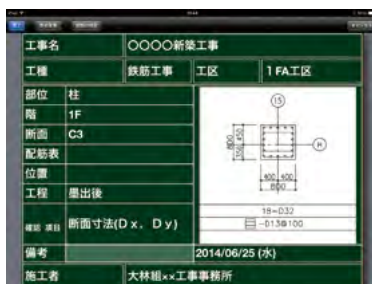 工事名 〇〇〇〇新築工事
工種 鉄筋工事 工区 1 FA工区
部位 柱
階 1F
断面 C3
配筋表
位置
工程 墨出後
確認 項目 断面寸法(Dx, Dy)
備考 2014/06/25 (水)
施工者 大林組××工事事務所
15
H
800
350 450
400 400
800
18-D32
-D13@100